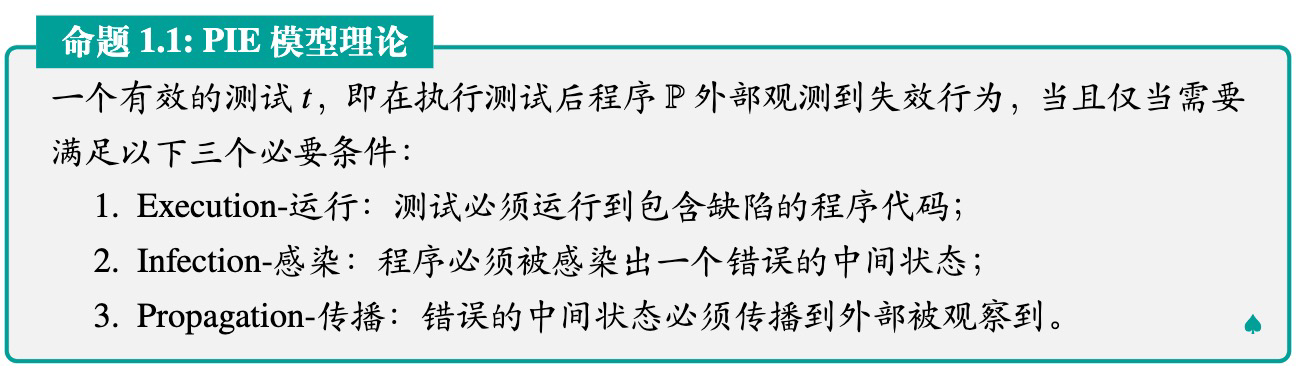 命题 1.1: PIE 模型理论
一个有效的测试 t，即在执行测试后程序 ℙ 外部观测到失效行为，当且仅当需要
满足以下三个必要条件：
1. Execution-运行：测试必须运行到包含缺陷的程序代码；
2. Infection-感染：程序必须被感染出一个错误的中间状态；
3. Propagation-传播：错误的中间状态必须传播到外部被观察到。